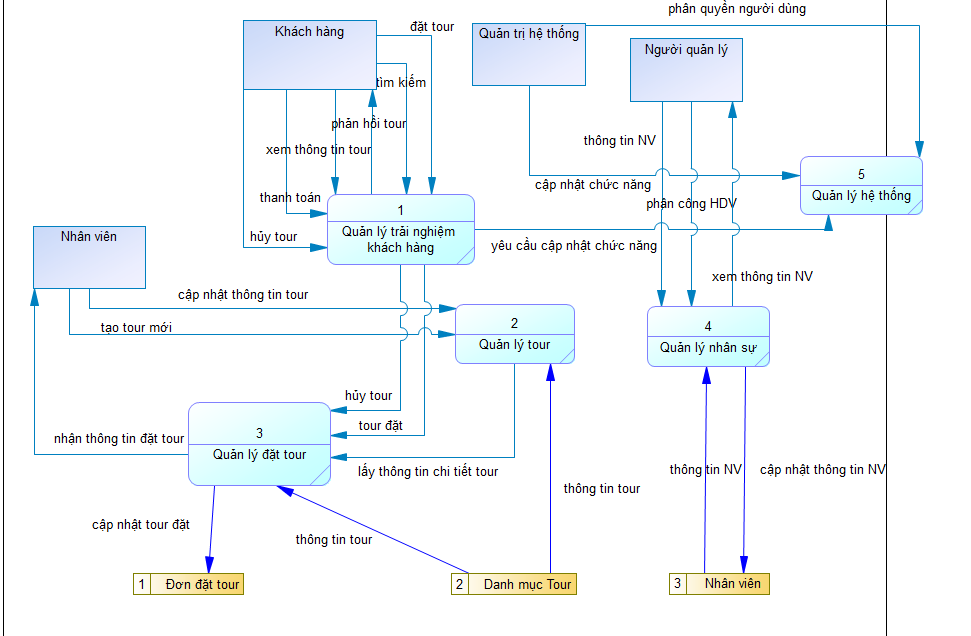 phân quyền người dùng
Khách hàng
đặt tour
Quản trị hệ thống
Người quản lý
tìm kiếm
phản hồi tour
thông tin NV
xem thông tin tour
5
Quản lý hệ thống
cập nhật chức năng
thanh toán
phân công HDV
1
Quản lý trải nghiệm
khách hàng
Nhân viên
hủy tour
yêu cầu cập nhật chức năng
xem thông tin NV
cập nhật thông tin tour
tạo tour mới
2
Quản lý tour
4
Quản lý nhân sự
hủy tour
tour đặt
3
Quản lý đặt tour
nhận thông tin đặt tour
lấy thông tin chi tiết tour
thông tin NV
cập nhật thông tin NV
thông tin tour
cập nhật tour đặt
thông tin tour
1 Đơn đặt tour
2 Danh mục Tour
3 Nhân viên